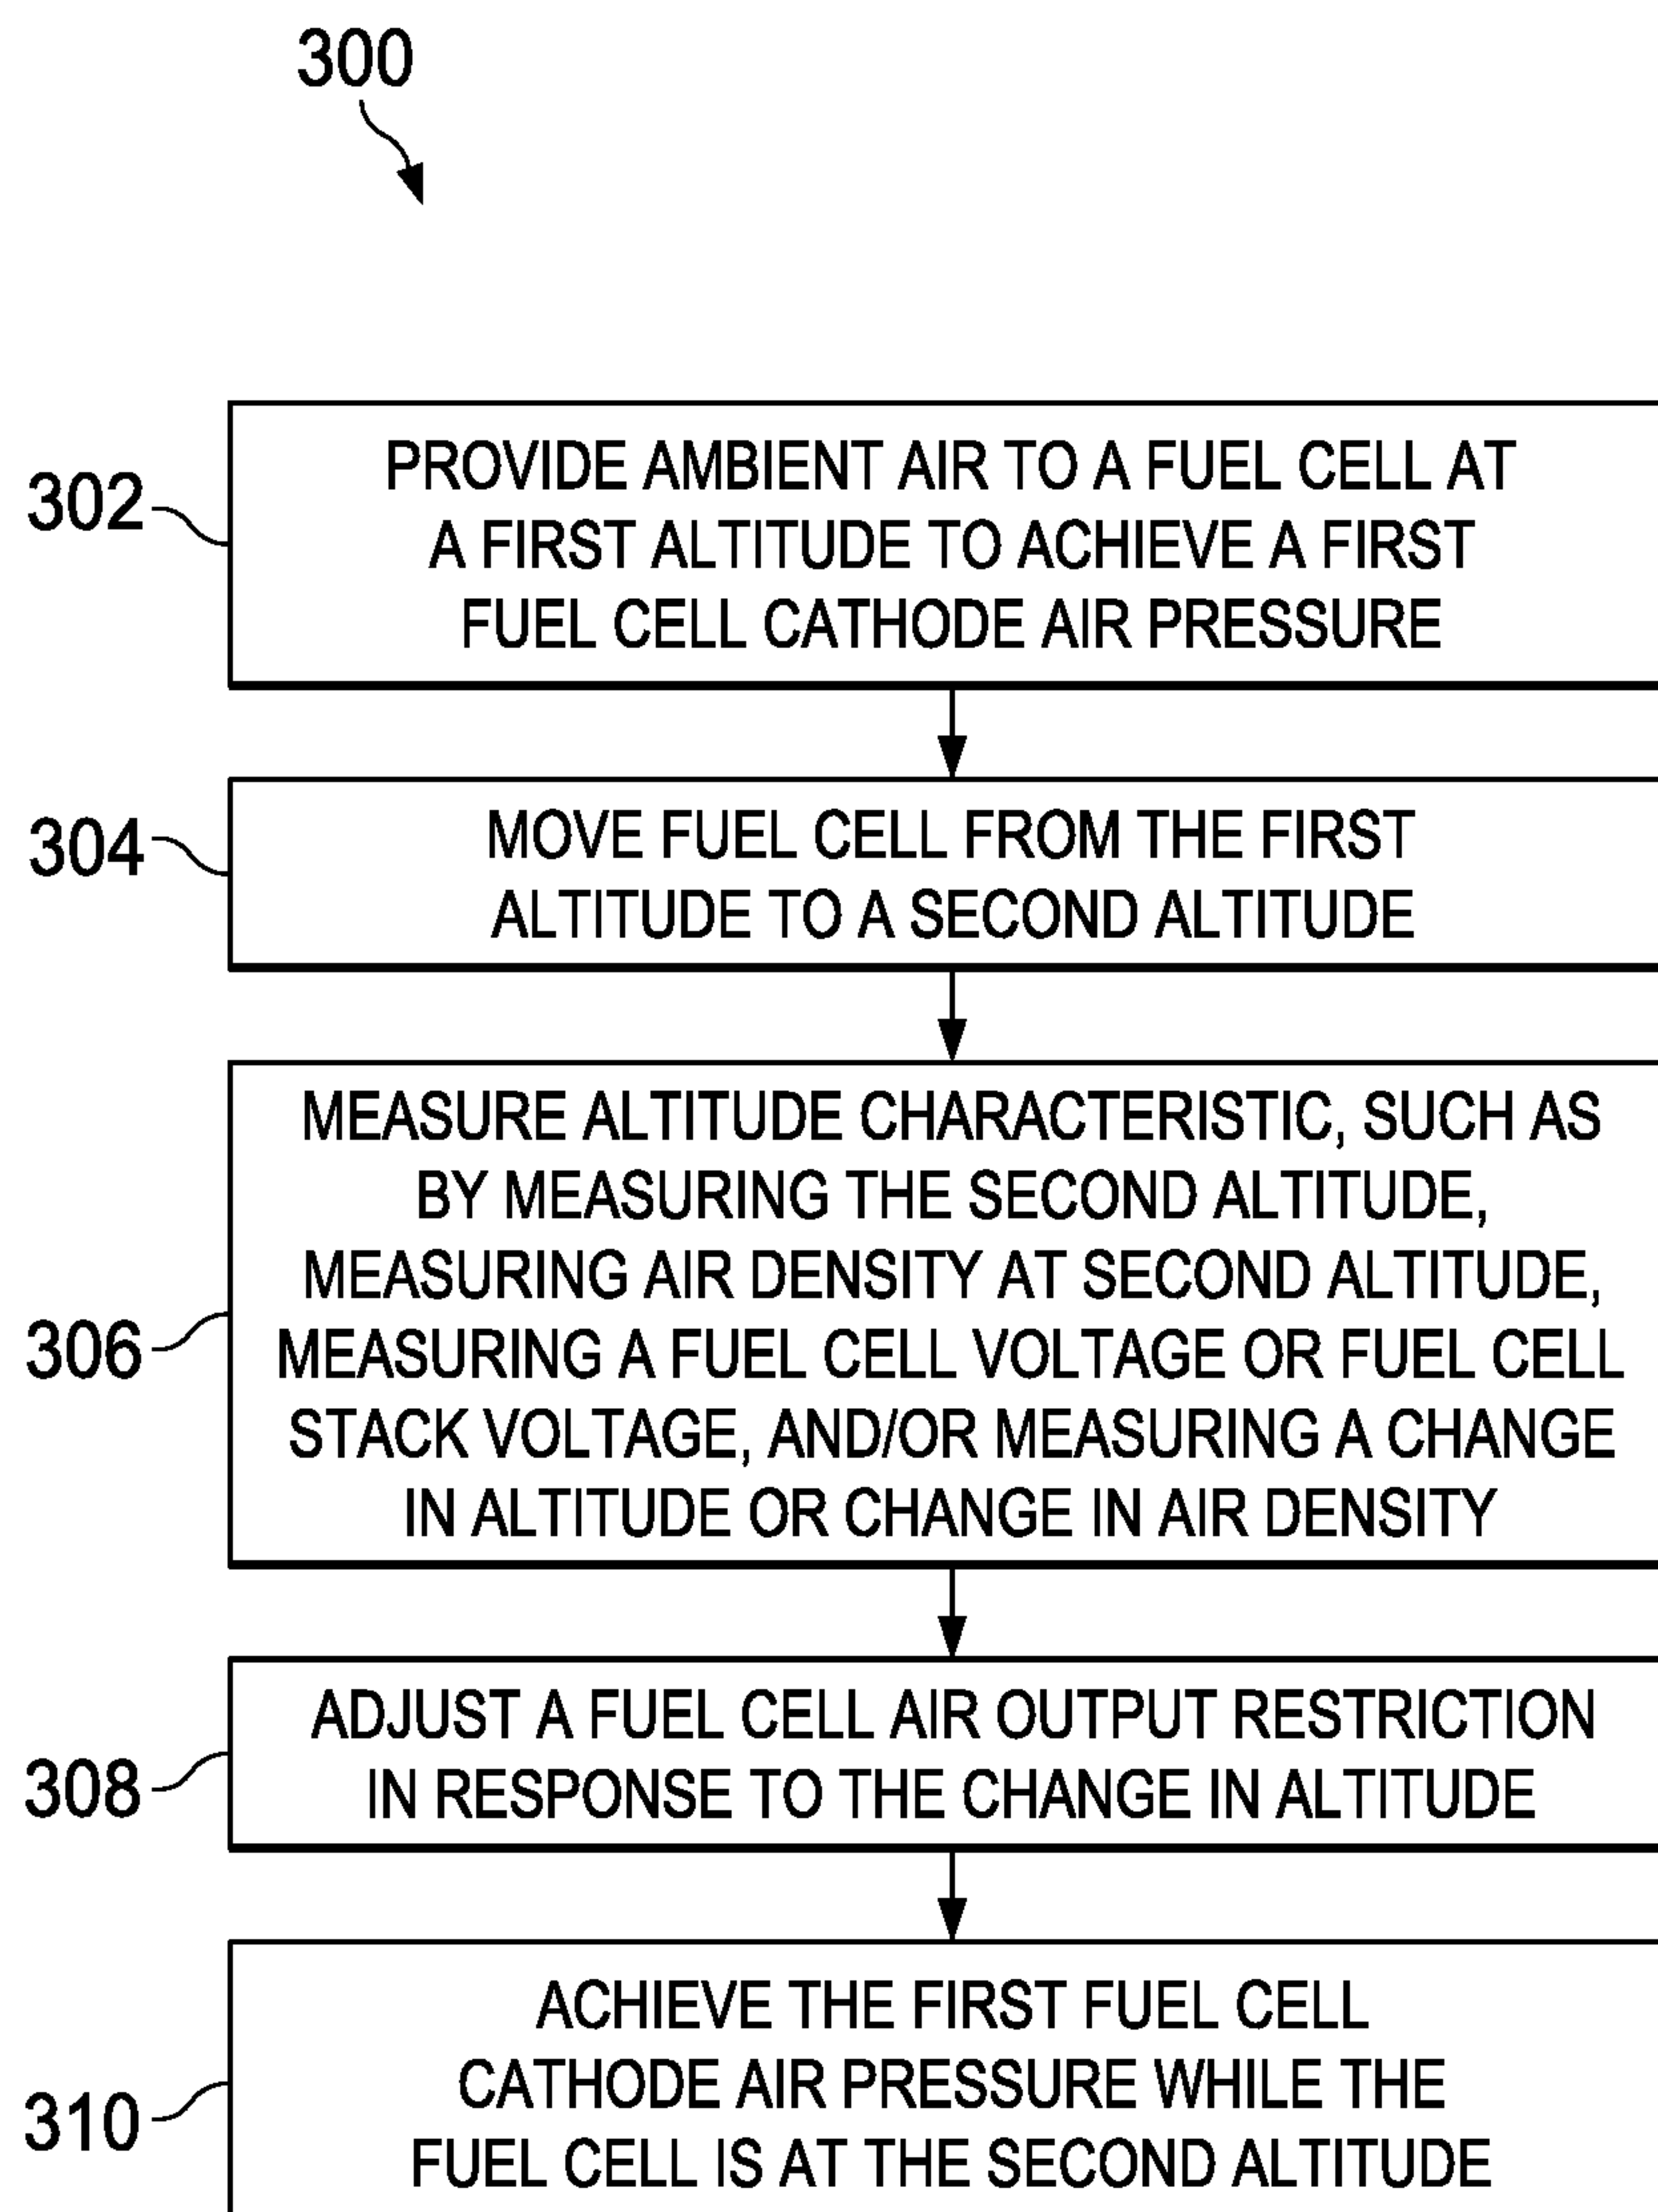 300
302
PROVIDE AMBIENT AIR TO A FUEL CELL AT
A FIRST ALTITUDE TO ACHIEVE A FIRST
FUEL CELL CATHODE AIR PRESSURE
304
MOVE FUEL CELL FROM THE FIRST
ALTITUDE TO A SECOND ALTITUDE
306
MEASURE ALTITUDE CHARACTERISTIC, SUCH AS
BY MEASURING THE SECOND ALTITUDE,
MEASURING AIR DENSITY AT SECOND ALTITUDE,
MEASURING A FUEL CELL VOLTAGE OR FUEL CELL
STACK VOLTAGE, AND/OR MEASURING A CHANGE
IN ALTITUDE OR CHANGE IN AIR DENSITY
308
ADJUST A FUEL CELL AIR OUTPUT RESTRICTION
IN RESPONSE TO THE CHANGE IN ALTITUDE
310
ACHIEVE THE FIRST FUEL CELL
CATHODE AIR PRESSURE WHILE THE
FUEL CELL IS AT THE SECOND ALTITUDE